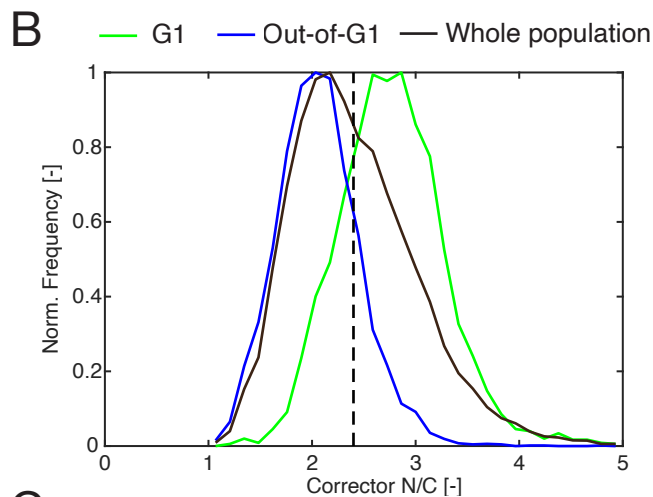 B
G1 Out-of-G1 Whole population
1
0.8
0.6
0.4
0.2
0
Norm. Frequency [-]
0 1 2 3 4 5
Corrector N/C [-]